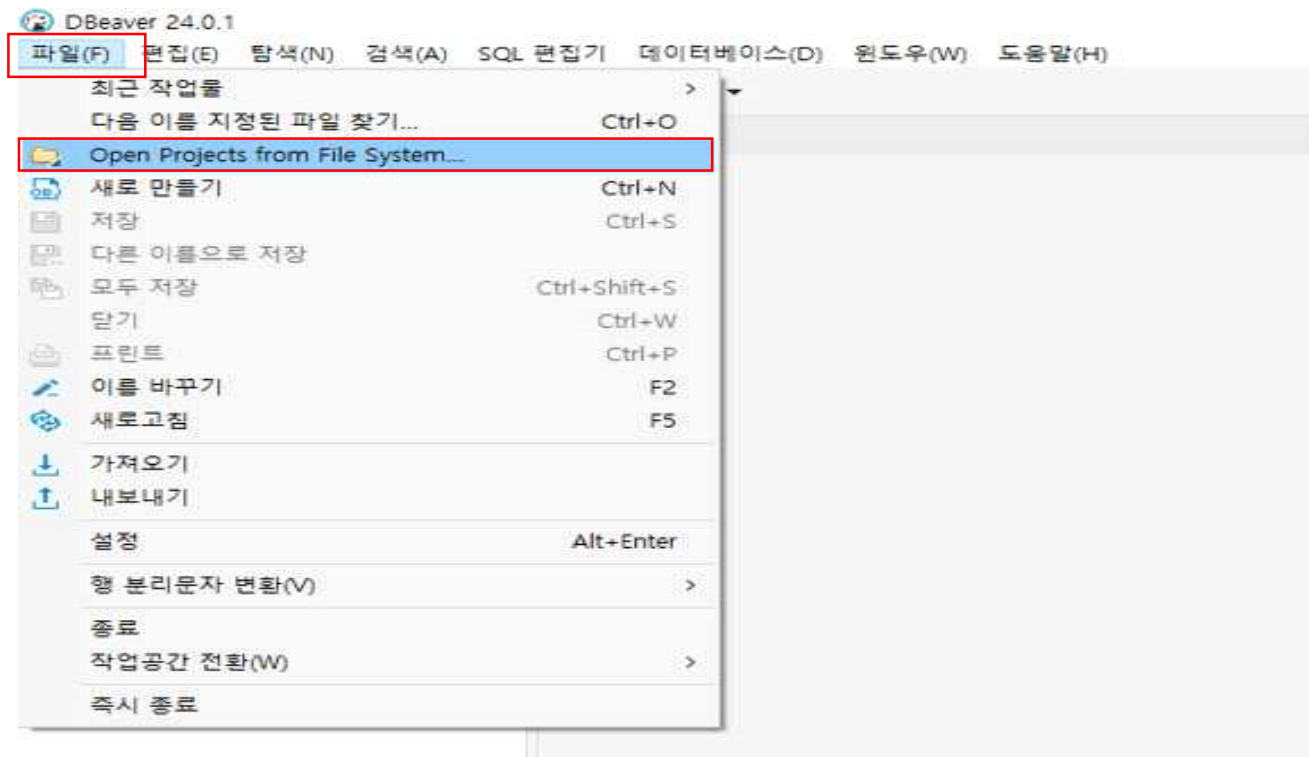 DBeaver 24.0.1
파일(F) 편집(E) 탐색(N) 검색(A) SQL 편집기 데이터베이스(D) 윈도우(W) 도움말(H)
최근 작업물 >
다음 이름 지정된 파일 찾기... Ctrl+O
Open Projects from File System...
새로 만들기 Ctrl+N
저장 Ctrl+S
다른 이름으로 저장
모두 저장 Ctrl+Shift+S
닫기 Ctrl+W
프린트 Ctrl+P
이름 바꾸기 F2
새로고침 F5
가져오기
내보내기
설정 Alt+Enter
행 분리문자 변환(V) >
종료
작업공간 전환(W) >
즉시 종료